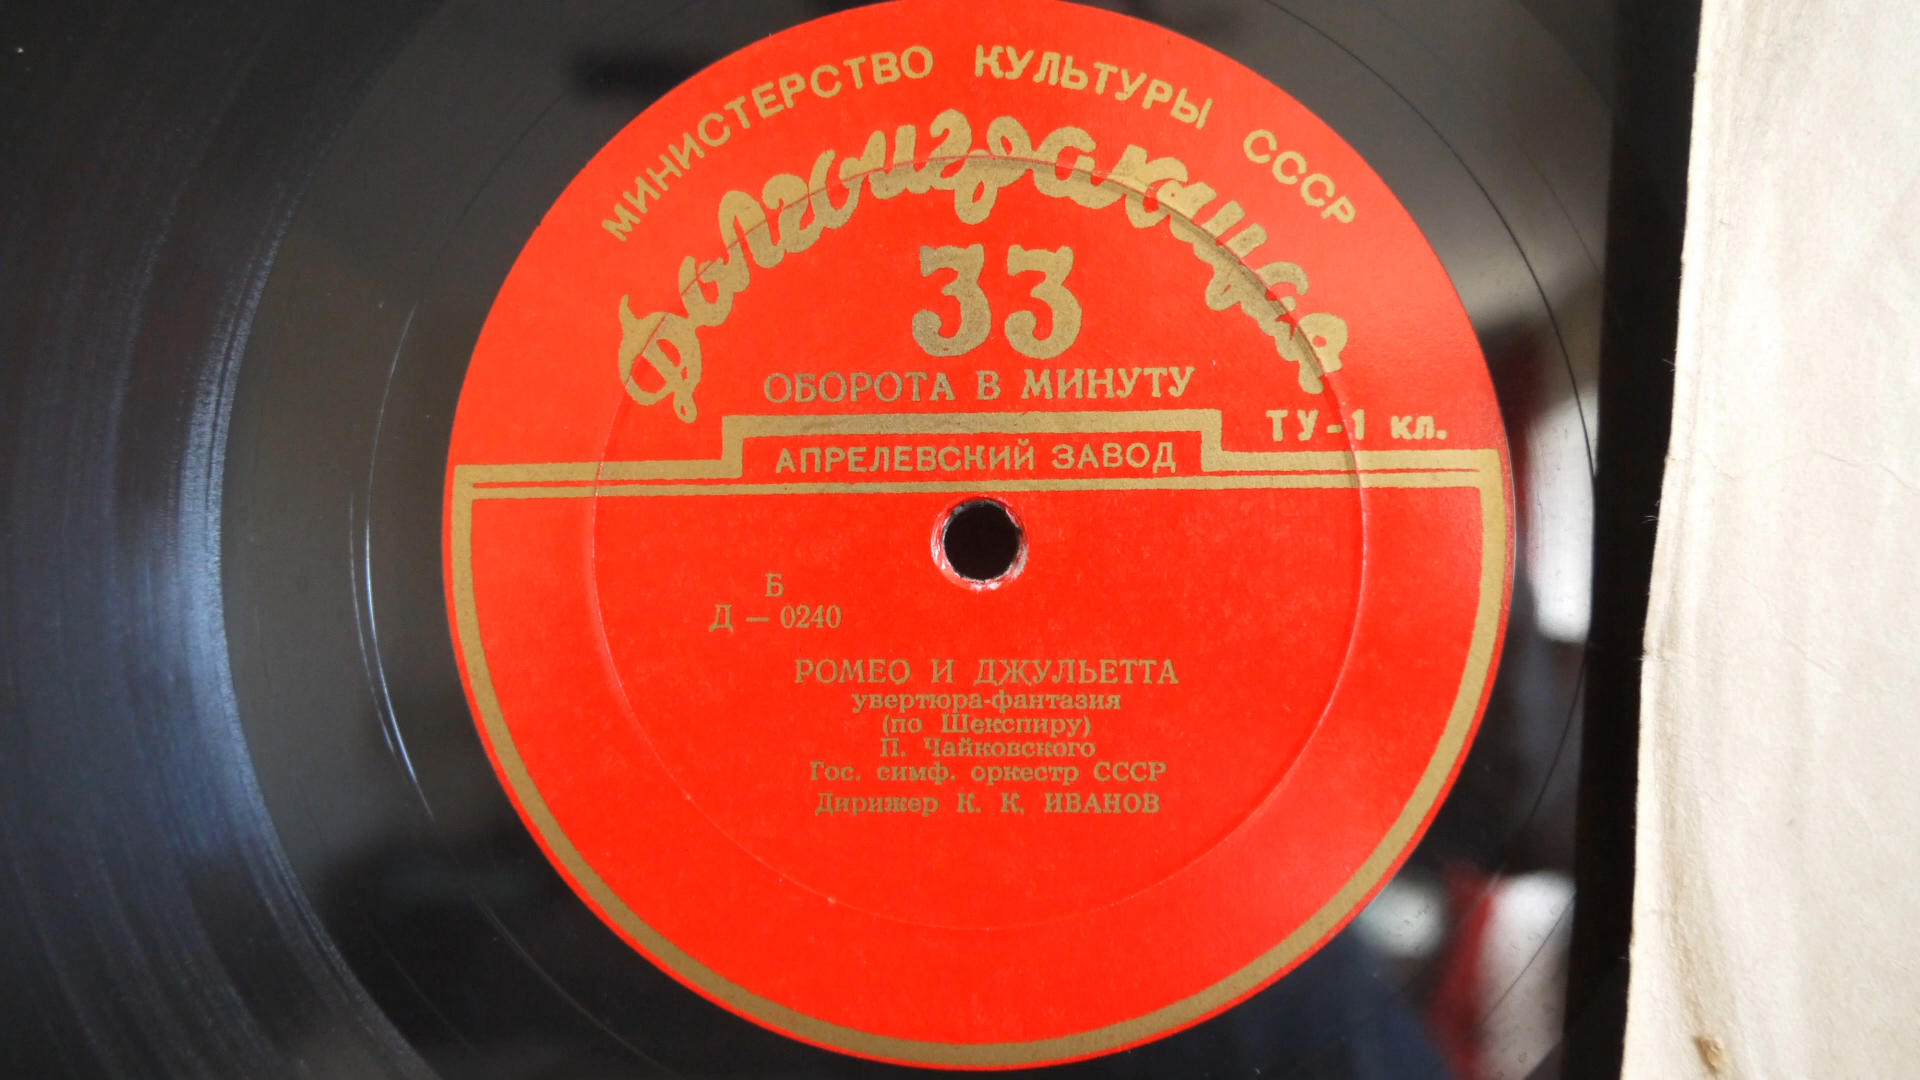 МИНИСТЕРСТВО КУЛЬТУРЫ СССР
Долгоиграющая
33
ОБОРОТА В МИНУТУ
ТУ-1 кл.
АПРЕЛЕВСКИЙ ЗАВОД
Б
Д — 0240
РОМЕО И ДЖУЛЬЕТТА
увертюра-фантазия
(по Шекспиру)
П. Чайковского
Гос. симф. оркестр СССР
Дирижер К. К. ИВАНОВ